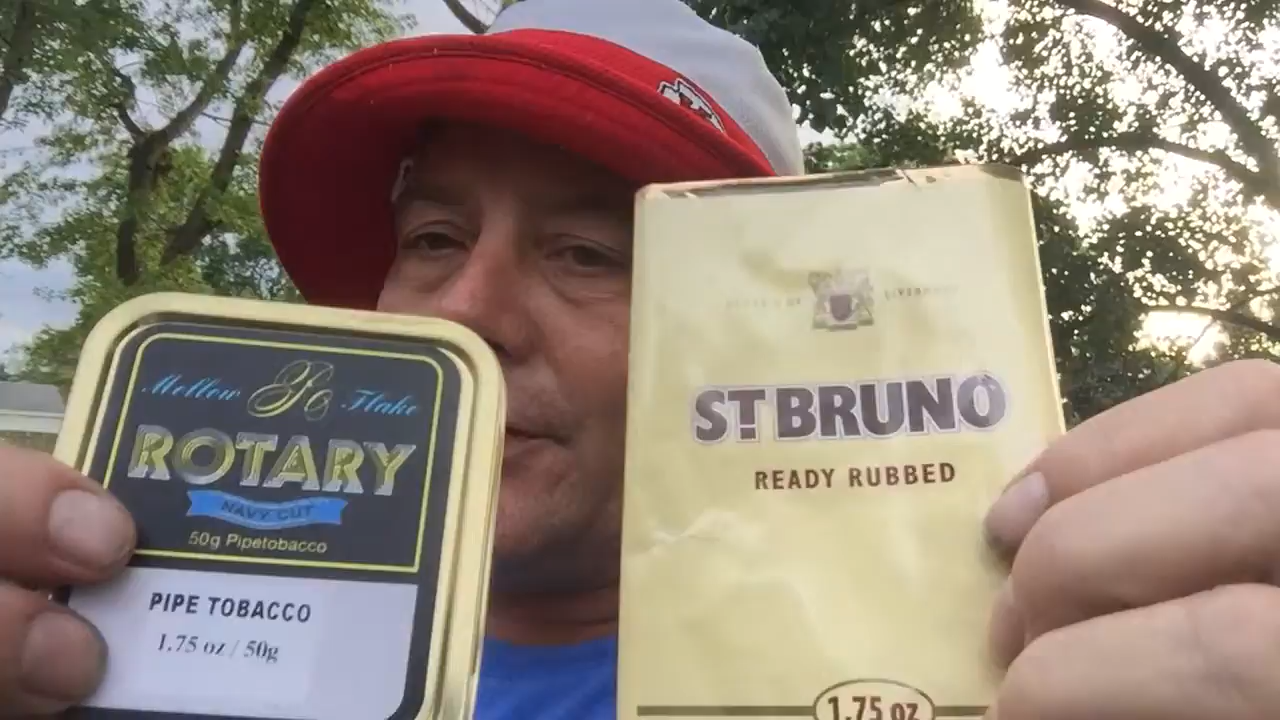 Mellow Flake
ROTARY
NAVY CUT
50g Pipetobacco
PIPE TOBACCO
1.75 oz / 50g
ST BRUNO
READY RUBBED
1.75 oz